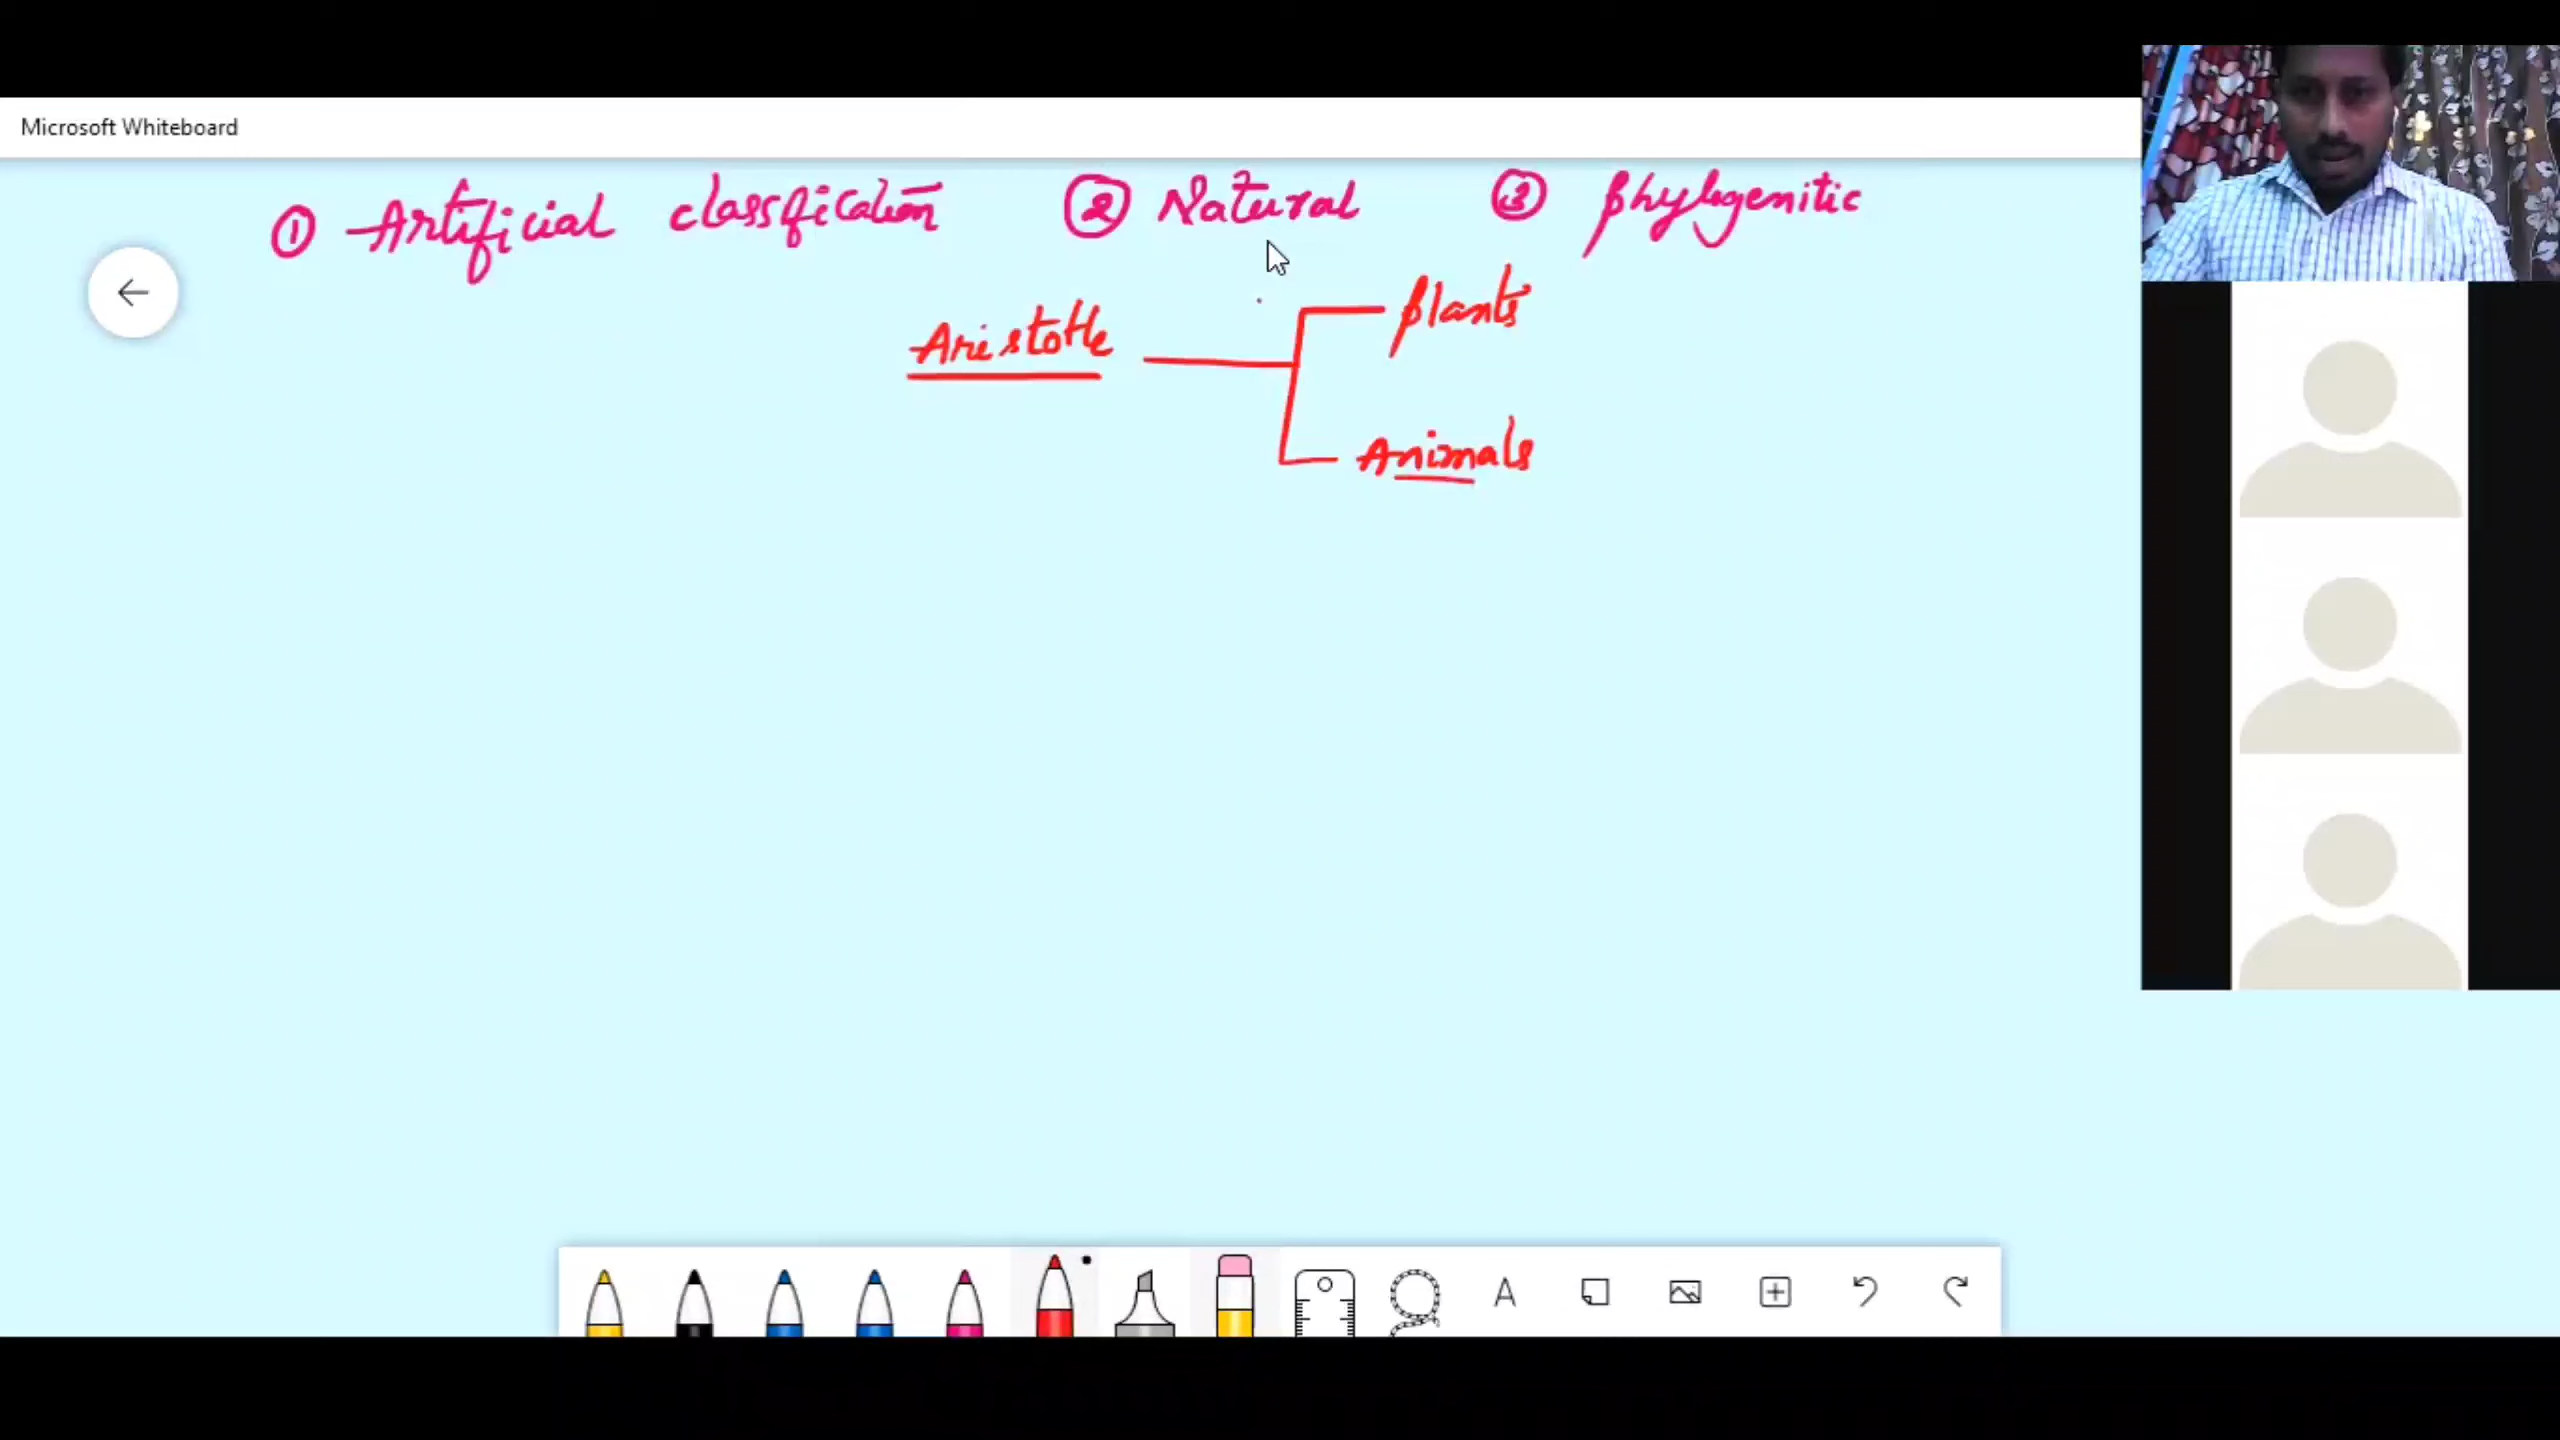 Microsoft Whiteboard
① Artificial classfication ② Natural ③ phylogenitic
Aristotle
plants
Animals
A